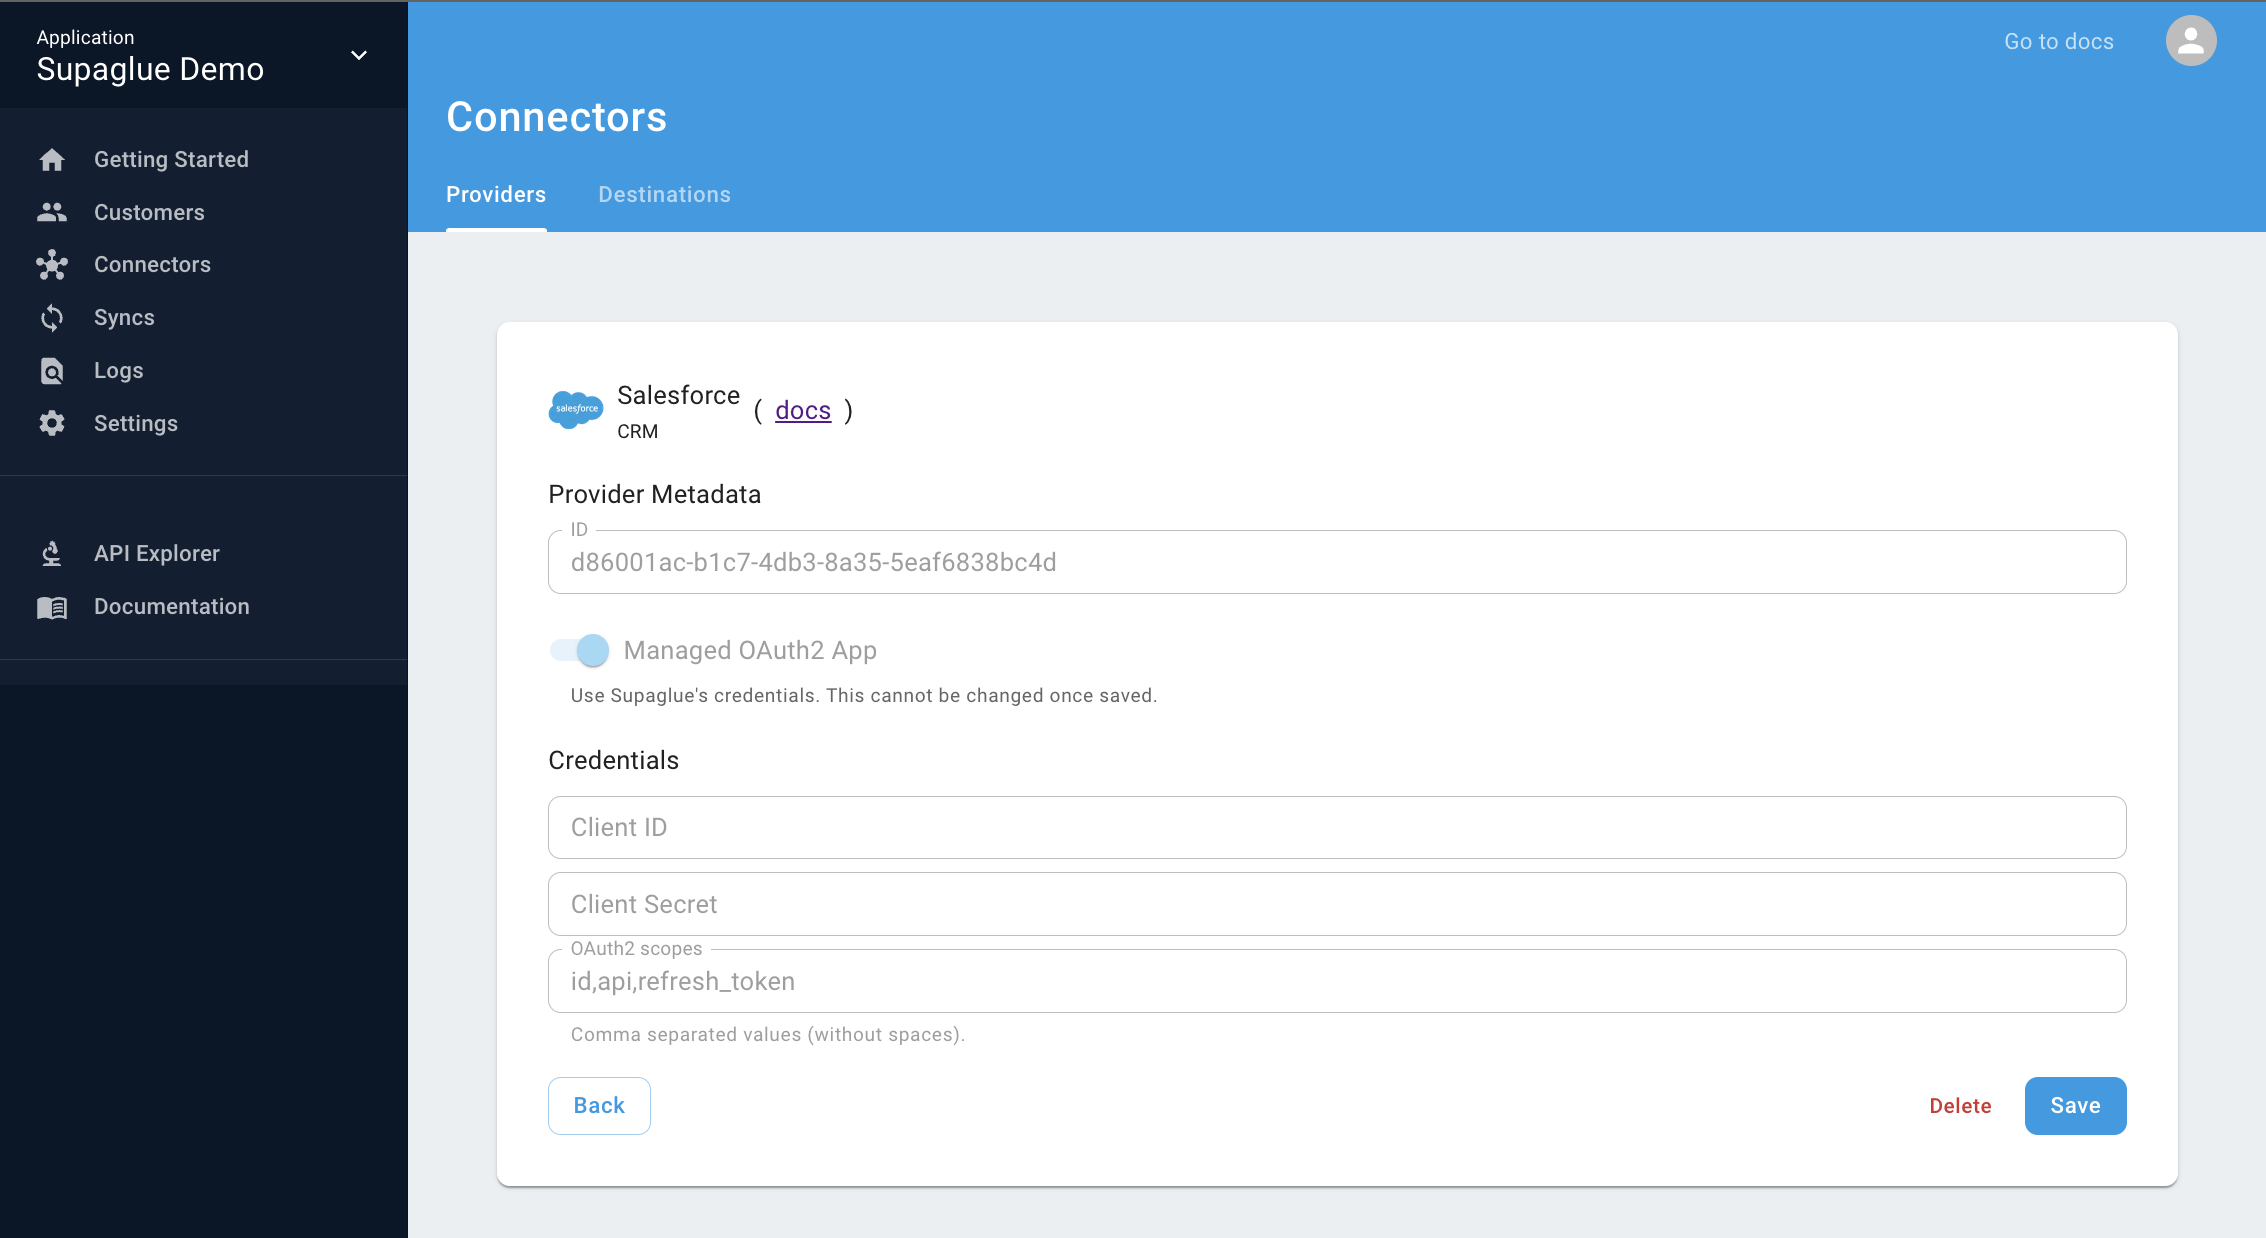 Application
Supaglue Demo
Getting Started
Customers
Connectors
Syncs
Logs
Settings
API Explorer
Documentation
Go to docs
Connectors
Providers Destinations
salesforce
Salesforce
CRM
( docs )
Provider Metadata
ID
d86001ac-b1c7-4db3-8a35-5eaf6838bc4d
Managed OAuth2 App
Use Supaglue's credentials. This cannot be changed once saved.
Credentials
Client ID
Client Secret
OAuth2 scopes
id,api,refresh_token
Comma separated values (without spaces).
Back Delete Save